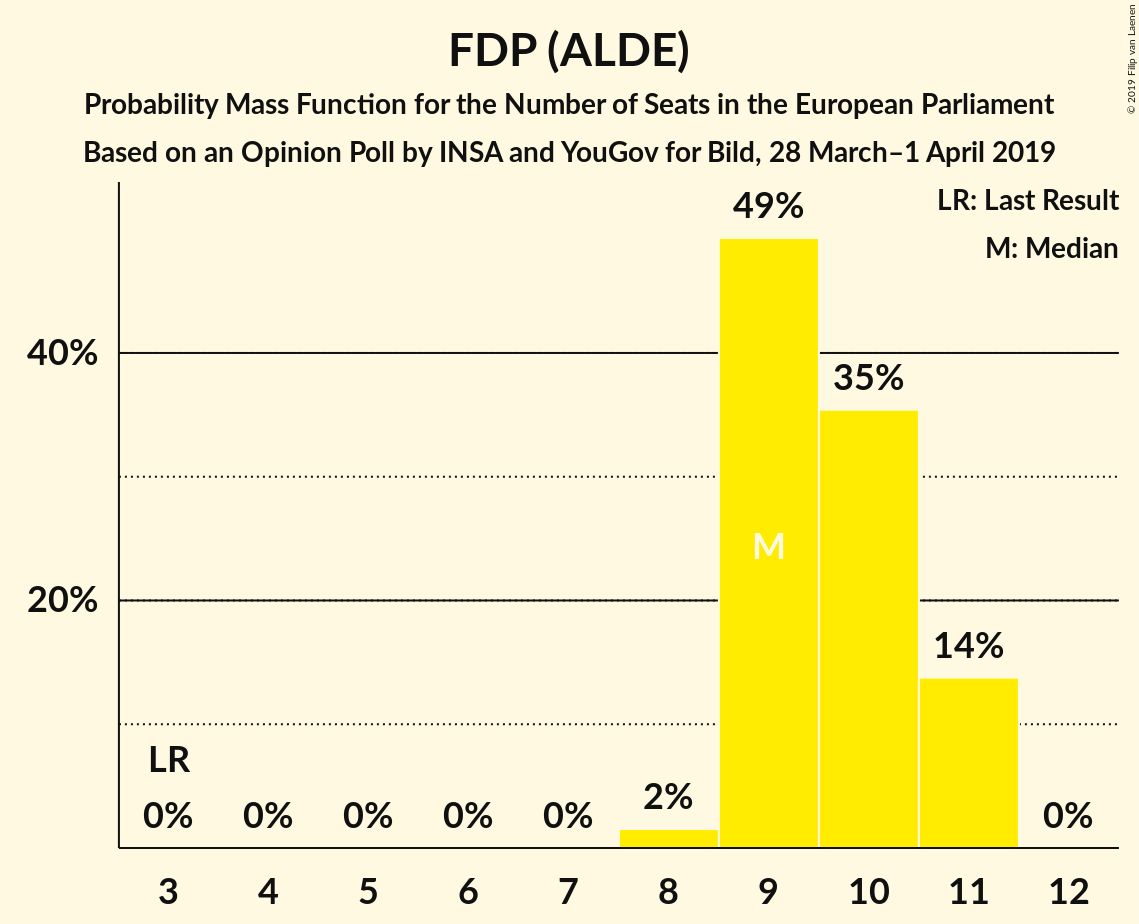 FDP (ALDE)
Probability Mass Function for the Number of Seats in the European Parliament
Based on an Opinion Poll by INSA and YouGov for Bild, 28 March–1 April 2019
© 2019 Filip van Laenen
LR: Last Result
M: Median
49%
40%
35%
M
20%
14%
LR
2%
0% 0% 0% 0% 0% 0%
3 4 5 6 7 8 9 10 11 12